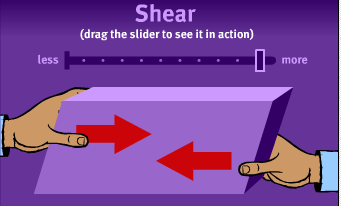 Shear
(drag the slider to see it in action)
less more